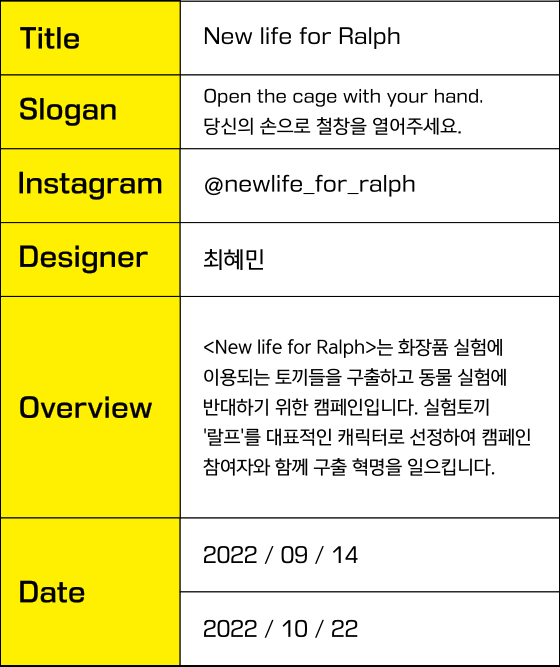 Title
New life for Ralph
Slogan
Open the cage with your hand.
당신의 손으로 철창을 열어주세요.
Instagram
@newlife_for_ralph
Designer
최혜민
Overview
<New life for Ralph>는 화장품 실험에
이용되는 토끼들을 구출하고 동물 실험에
반대하기 위한 캠페인입니다. 실험토끼
'랄프'를 대표적인 캐릭터로 선정하여 캠페인
참여자와 함께 구출 혁명을 일으킵니다.
Date
2022 / 09 / 14
2022 / 10 / 22